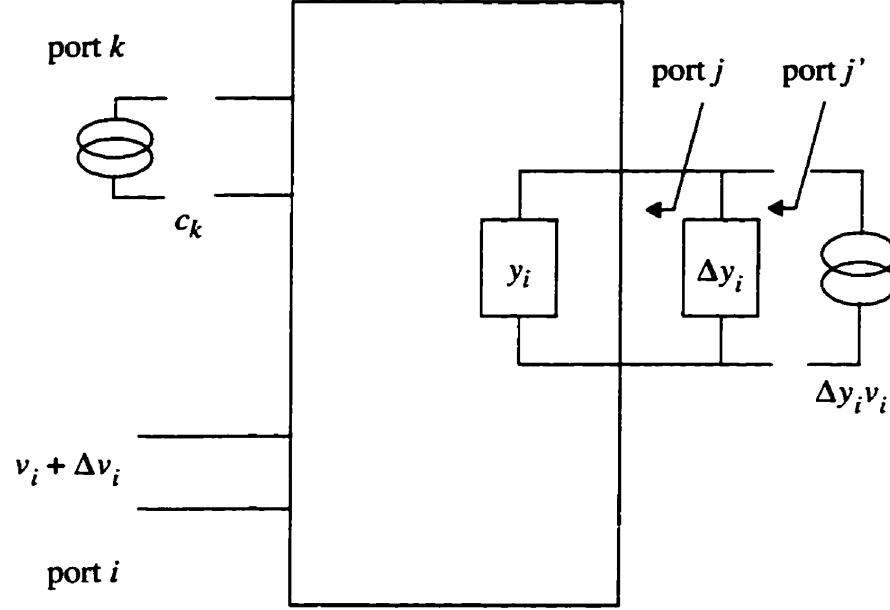 port k
port j
port j'
c_k
y_i
Δy_i
Δy_i v_i
v_i + Δv_i
port i